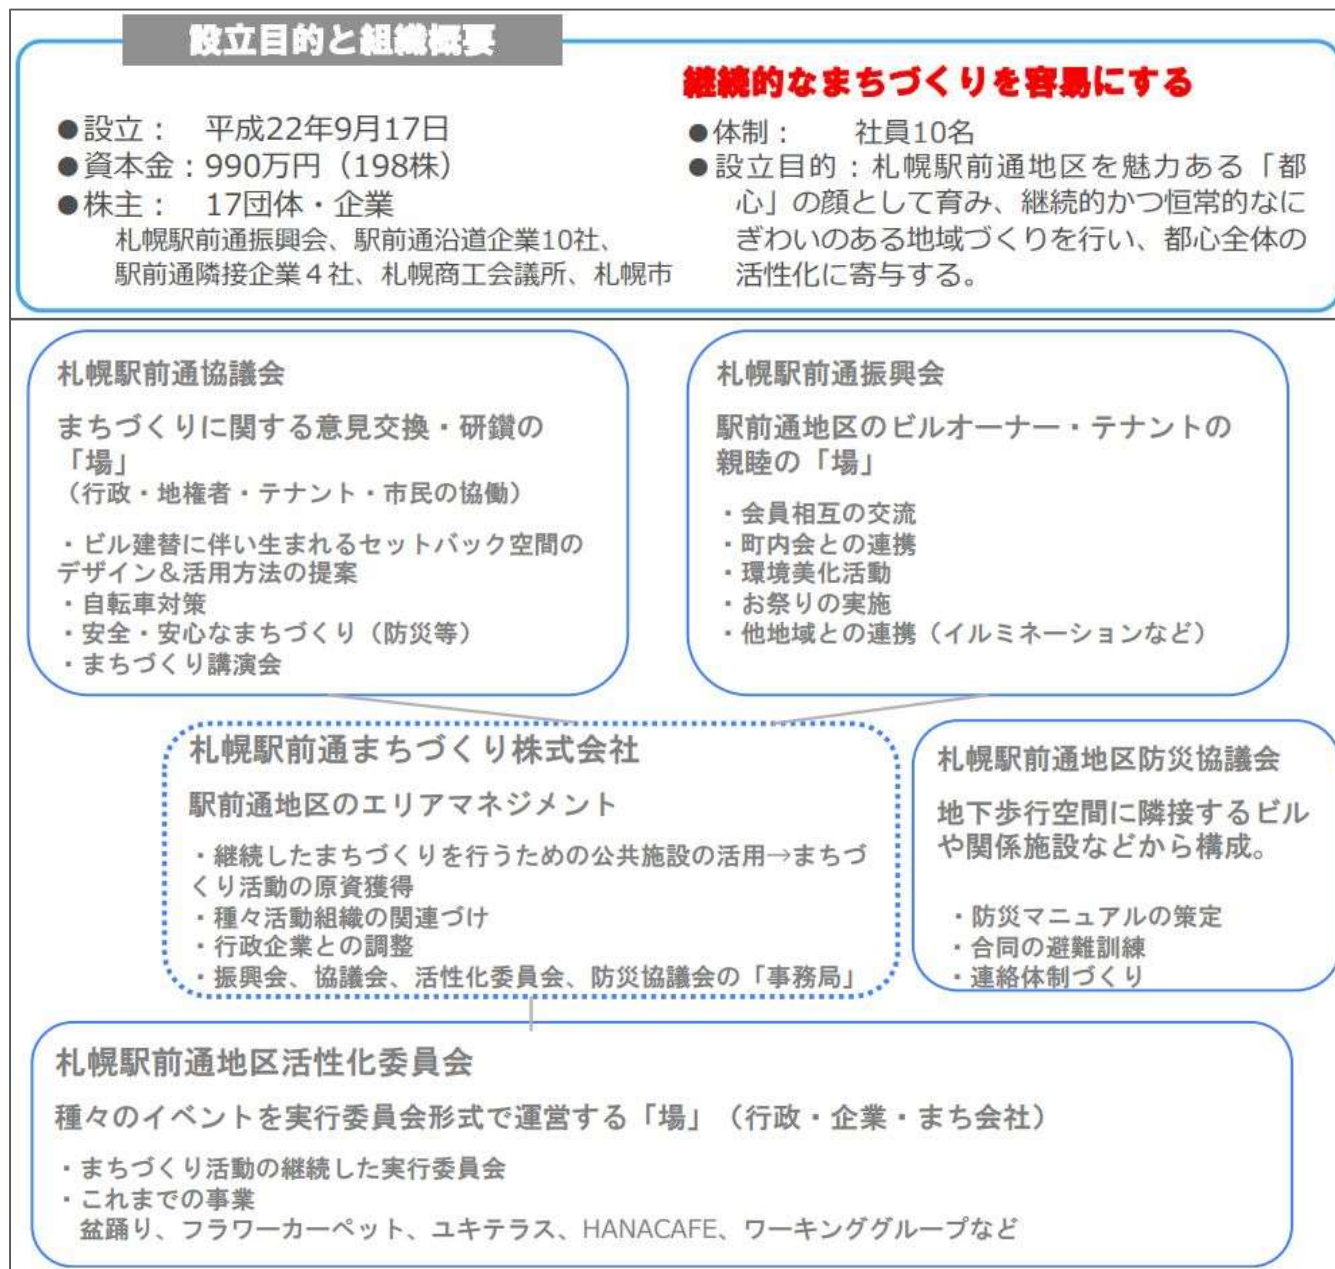 設立目的と組織概要
継続的なまちづくりを容易にする
●設立： 平成22年9月17日
●資本金：990万円（198株）
●株主： 17団体・企業
札幌駅前通振興会、駅前通沿道企業10社、
駅前通隣接企業４社、札幌商工会議所、札幌市
●体制： 社員10名
●設立目的：札幌駅前通地区を魅力ある「都
心」の顔として育み、継続的かつ恒常的なに
ぎわいのある地域づくりを行い、都心全体の
活性化に寄与する。
札幌駅前通協議会
まちづくりに関する意見交換・研鑽の
「場」
（行政・地権者・テナント・市民の協働）
・ビル建替に伴い生まれるセットバック空間の
デザイン＆活用方法の提案
・自転車対策
・安全・安心なまちづくり（防災等）
・まちづくり講演会
札幌駅前通振興会
駅前通地区のビルオーナー・テナントの
親睦の「場」
・会員相互の交流
・町内会との連携
・環境美化活動
・お祭りの実施
・他地域との連携（イルミネーションなど）
札幌駅前通まちづくり株式会社
駅前通地区のエリアマネジメント
・継続したまちづくりを行うための公共施設の活用→まちづ
くり活動の原資獲得
・種々活動組織の関連づけ
・行政企業との調整
・振興会、協議会、活性化委員会、防災協議会の「事務局」
札幌駅前通地区防災協議会
地下歩行空間に隣接するビル
や関係施設などから構成。
・防災マニュアルの策定
・合同の避難訓練
・連絡体制づくり
札幌駅前通地区活性化委員会
種々のイベントを実行委員会形式で運営する「場」（行政・企業・まち会社）
・まちづくり活動の継続した実行委員会
・これまでの事業
盆踊り、フラワーカーペット、ユキテラス、HANACAFE、ワーキンググループなど